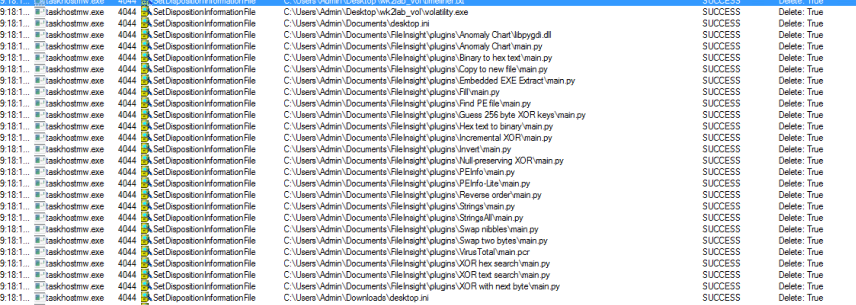 9:18:1... taskhostmw.exe 4044 SetDispositionInformationFile C:\Users\Admin\Desktop\wk2lab_vol\timeliner.txt SUCCESS Delete: True
9:18:1... taskhostmw.exe 4044 SetDispositionInformationFile C:\Users\Admin\Desktop\wk2lab_vol\volatility.exe SUCCESS Delete: True
9:18:1... taskhostmw.exe 4044 SetDispositionInformationFile C:\Users\Admin\Documents\desktop.ini SUCCESS Delete: True
9:18:1... taskhostmw.exe 4044 SetDispositionInformationFile C:\Users\Admin\Documents\FileInsight\plugins\Anomaly Chart\libpygdi.dll SUCCESS Delete: True
9:18:1... taskhostmw.exe 4044 SetDispositionInformationFile C:\Users\Admin\Documents\FileInsight\plugins\Anomaly Chart\main.py SUCCESS Delete: True
9:18:1... taskhostmw.exe 4044 SetDispositionInformationFile C:\Users\Admin\Documents\FileInsight\plugins\Binary to hex text\main.py SUCCESS Delete: True
9:18:1... taskhostmw.exe 4044 SetDispositionInformationFile C:\Users\Admin\Documents\FileInsight\plugins\Copy to new file\main.py SUCCESS Delete: True
9:18:1... taskhostmw.exe 4044 SetDispositionInformationFile C:\Users\Admin\Documents\FileInsight\plugins\Embedded EXE Extract\main.py SUCCESS Delete: True
9:18:1... taskhostmw.exe 4044 SetDispositionInformationFile C:\Users\Admin\Documents\FileInsight\plugins\Fill\main.py SUCCESS Delete: True
9:18:1... taskhostmw.exe 4044 SetDispositionInformationFile C:\Users\Admin\Documents\FileInsight\plugins\Find PE file\main.py SUCCESS Delete: True
9:18:1... taskhostmw.exe 4044 SetDispositionInformationFile C:\Users\Admin\Documents\FileInsight\plugins\Guess 256 byte XOR keys\main.py SUCCESS Delete: True
9:18:1... taskhostmw.exe 4044 SetDispositionInformationFile C:\Users\Admin\Documents\FileInsight\plugins\Hex text to binary\main.py SUCCESS Delete: True
9:18:1... taskhostmw.exe 4044 SetDispositionInformationFile C:\Users\Admin\Documents\FileInsight\plugins\Incremental XOR\main.py SUCCESS Delete: True
9:18:1... taskhostmw.exe 4044 SetDispositionInformationFile C:\Users\Admin\Documents\FileInsight\plugins\Invert\main.py SUCCESS Delete: True
9:18:1... taskhostmw.exe 4044 SetDispositionInformationFile C:\Users\Admin\Documents\FileInsight\plugins\Null-preserving XOR\main.py SUCCESS Delete: True
9:18:1... taskhostmw.exe 4044 SetDispositionInformationFile C:\Users\Admin\Documents\FileInsight\plugins\PEInfo\main.py SUCCESS Delete: True
9:18:1... taskhostmw.exe 4044 SetDispositionInformationFile C:\Users\Admin\Documents\FileInsight\plugins\PEInfo-Lite\main.py SUCCESS Delete: True
9:18:1... taskhostmw.exe 4044 SetDispositionInformationFile C:\Users\Admin\Documents\FileInsight\plugins\Reverse order\main.py SUCCESS Delete: True
9:18:1... taskhostmw.exe 4044 SetDispositionInformationFile C:\Users\Admin\Documents\FileInsight\plugins\Strings\main.py SUCCESS Delete: True
9:18:1... taskhostmw.exe 4044 SetDispositionInformationFile C:\Users\Admin\Documents\FileInsight\plugins\StringsAll\main.py SUCCESS Delete: True
9:18:1... taskhostmw.exe 4044 SetDispositionInformationFile C:\Users\Admin\Documents\FileInsight\plugins\Swap nibbles\main.py SUCCESS Delete: True
9:18:1... taskhostmw.exe 4044 SetDispositionInformationFile C:\Users\Admin\Documents\FileInsight\plugins\Swap two bytes\main.py SUCCESS Delete: True
9:18:1... taskhostmw.exe 4044 SetDispositionInformationFile C:\Users\Admin\Documents\FileInsight\plugins\VirusTotal\main.pcr SUCCESS Delete: True
9:18:1... taskhostmw.exe 4044 SetDispositionInformationFile C:\Users\Admin\Documents\FileInsight\plugins\XOR hex search\main.py SUCCESS Delete: True
9:18:1... taskhostmw.exe 4044 SetDispositionInformationFile C:\Users\Admin\Documents\FileInsight\plugins\XOR text search\main.py SUCCESS Delete: True
9:18:1... taskhostmw.exe 4044 SetDispositionInformationFile C:\Users\Admin\Documents\FileInsight\plugins\XOR with next byte\main.py SUCCESS Delete: True
9:18:1... taskhostmw.exe 4044 SetDispositionInformationFile C:\Users\Admin\Downloads\desktop.ini SUCCESS Delete: True